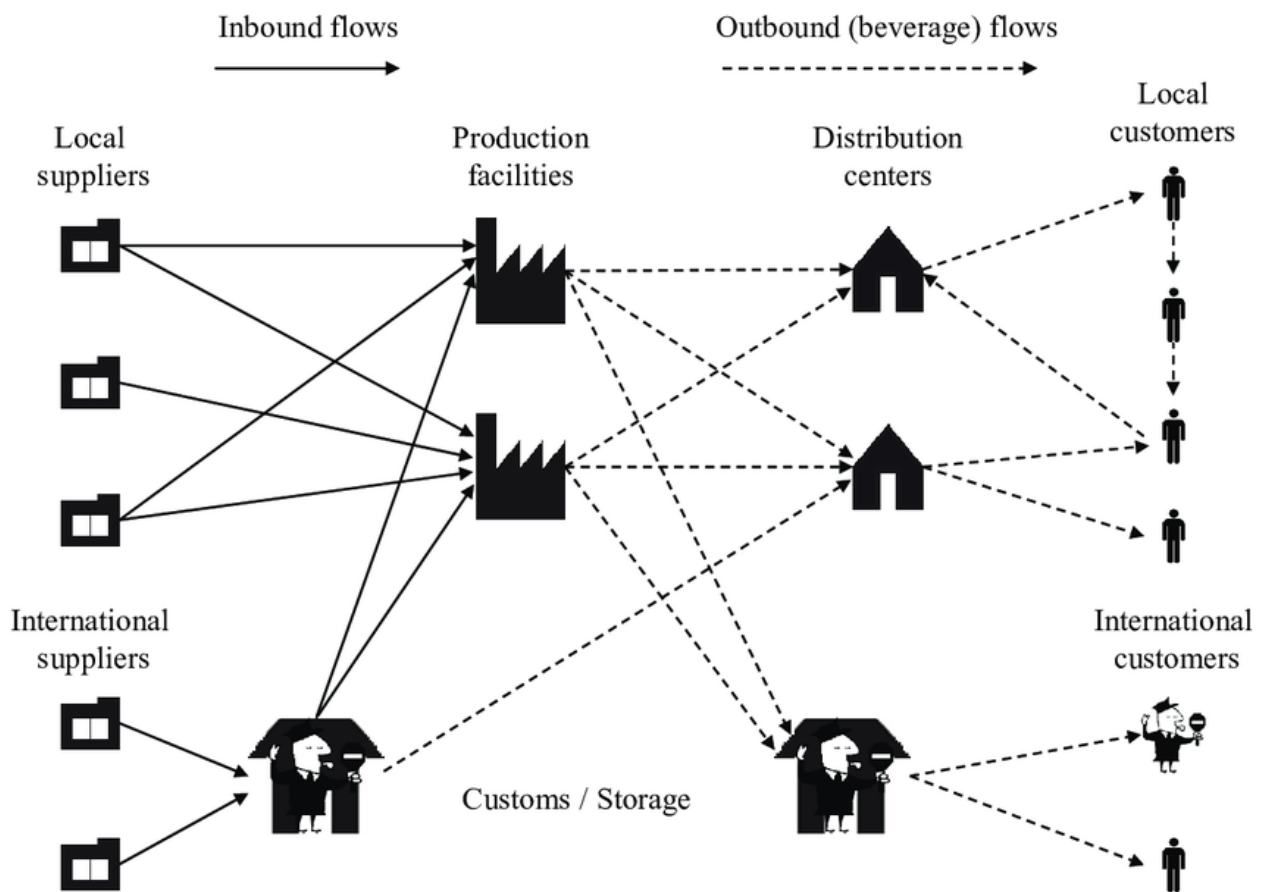 Inbound flows
Outbound (beverage) flows
Local
suppliers
Production
facilities
Distribution
centers
Local
customers
International
suppliers
International
customers
Customs / Storage